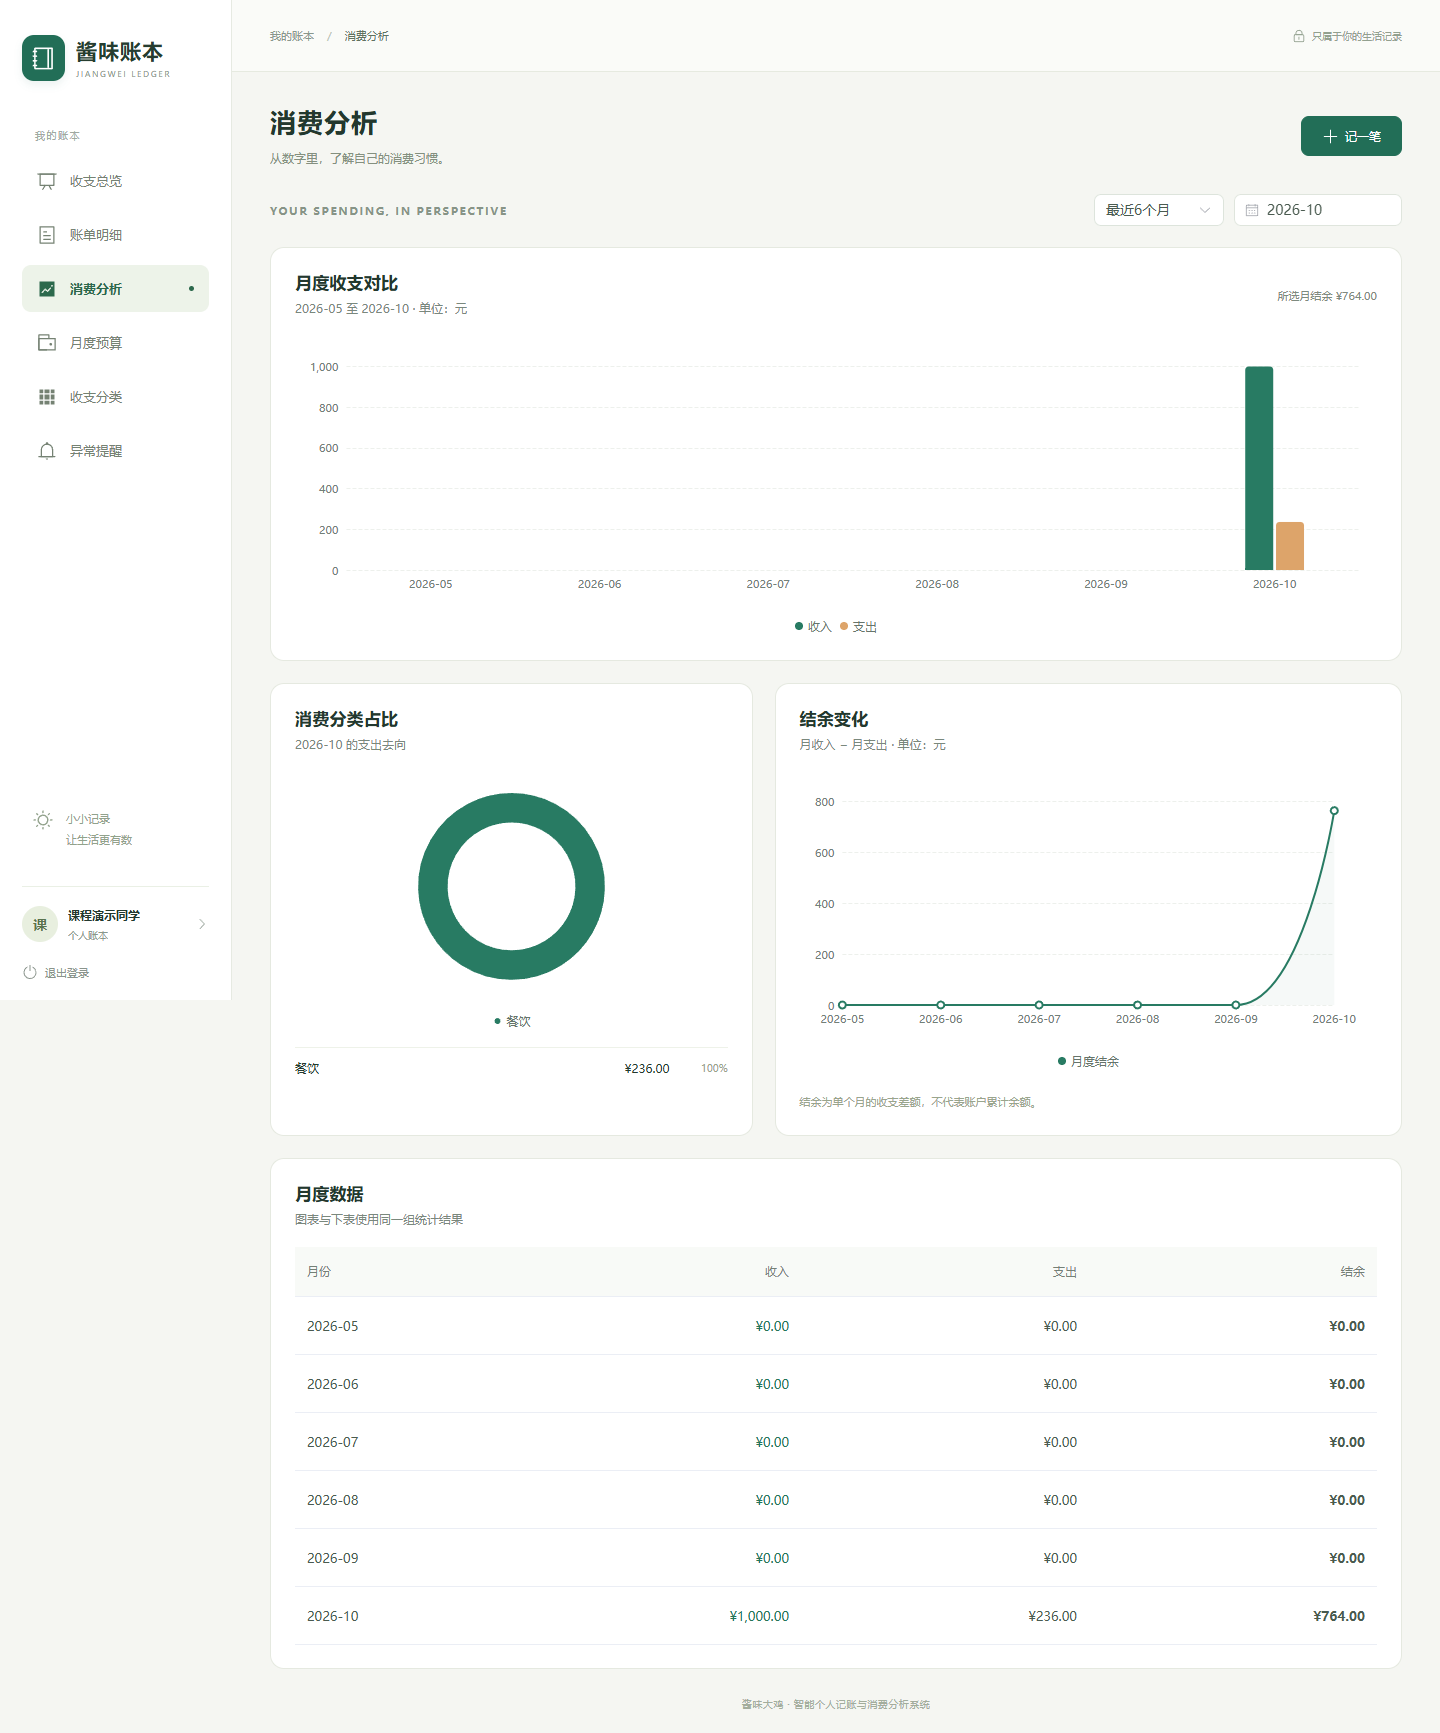 酱味账本
JIANGWEI LEDGER
我的账本
收支总览
账单明细
消费分析
月度预算
收支分类
异常提醒
小小记录
让生活更有数
课
课程演示同学
个人账本
退出登录
我的账本 / 消费分析
只属于你的生活记录
消费分析
从数字里，了解自己的消费习惯。
记一笔
YOUR SPENDING, IN PERSPECTIVE
最近6个月
2026-10
月度收支对比
2026-05 至 2026-10 · 单位：元
所选月结余 ¥764.00
1,000
800
600
400
200
0
2026-05 2026-06 2026-07 2026-08 2026-09 2026-10
收入 支出
消费分类占比
2026-10 的支出去向
餐饮
餐饮 ¥236.00 100%
结余变化
月收入 − 月支出 · 单位：元
800
600
400
200
0
2026-05 2026-06 2026-07 2026-08 2026-09 2026-10
月度结余
结余为单个月的收支差额，不代表账户累计余额。
月度数据
图表与下表使用同一组统计结果
月份 收入 支出 结余
2026-05 ¥0.00 ¥0.00 ¥0.00
2026-06 ¥0.00 ¥0.00 ¥0.00
2026-07 ¥0.00 ¥0.00 ¥0.00
2026-08 ¥0.00 ¥0.00 ¥0.00
2026-09 ¥0.00 ¥0.00 ¥0.00
2026-10 ¥1,000.00 ¥236.00 ¥764.00
酱味大鸡 · 智能个人记账与消费分析系统